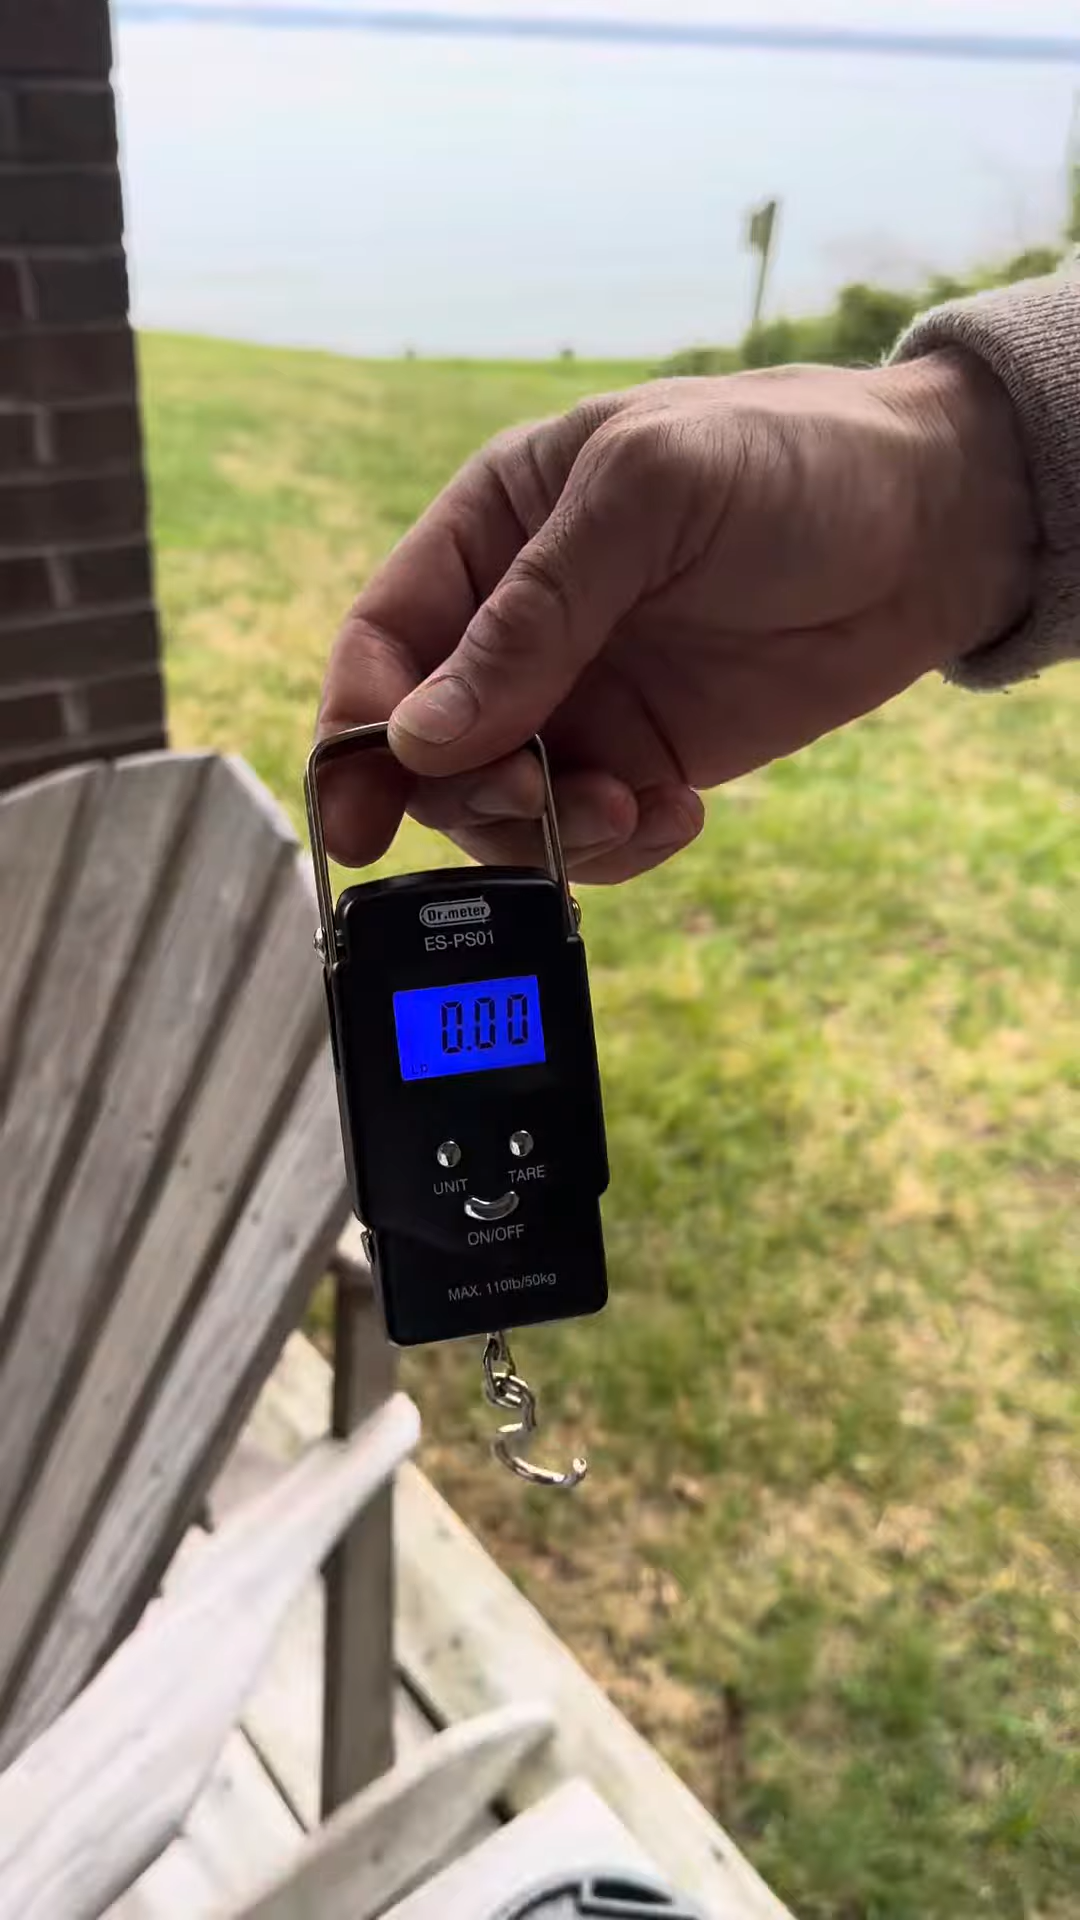 Dr.meter
ES-PS01
0.00
UNIT TARE
ON/OFF
MAX. 110lb/50kg